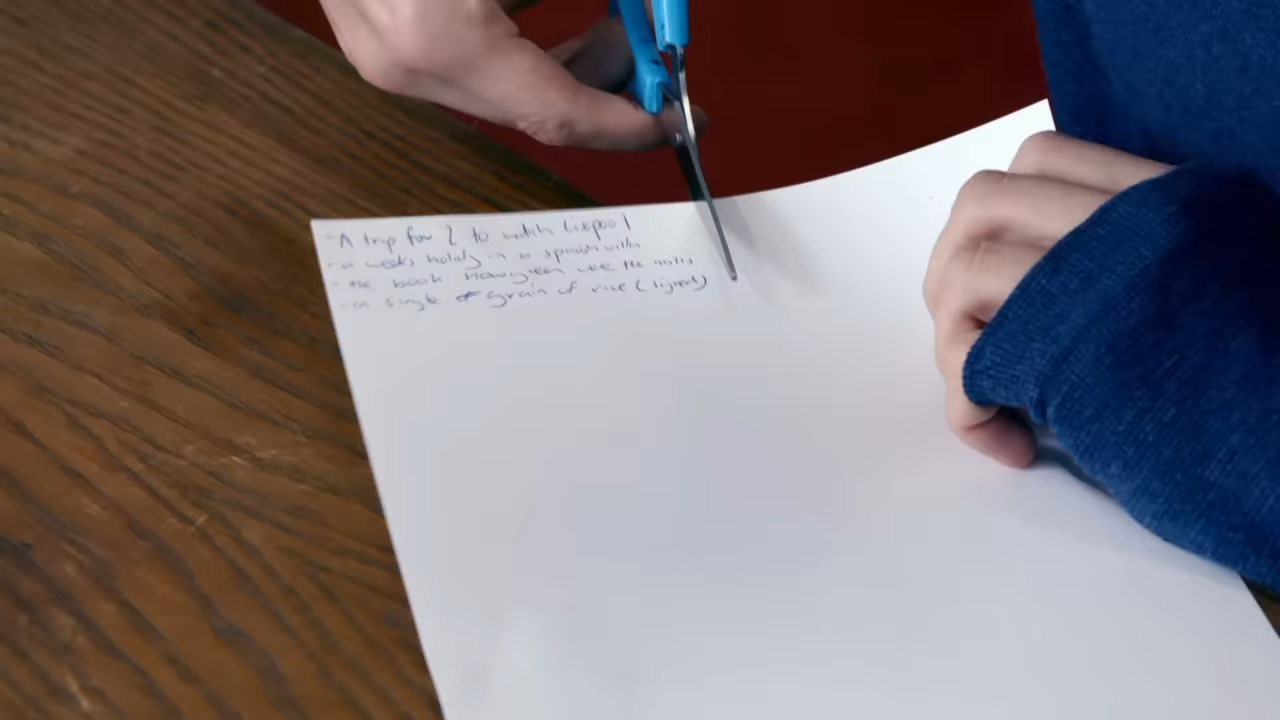 - A trip for 2 to watch Liverpool
- a weeks holiday in a spanish villa
- the book
- a single grain of rice (signed)